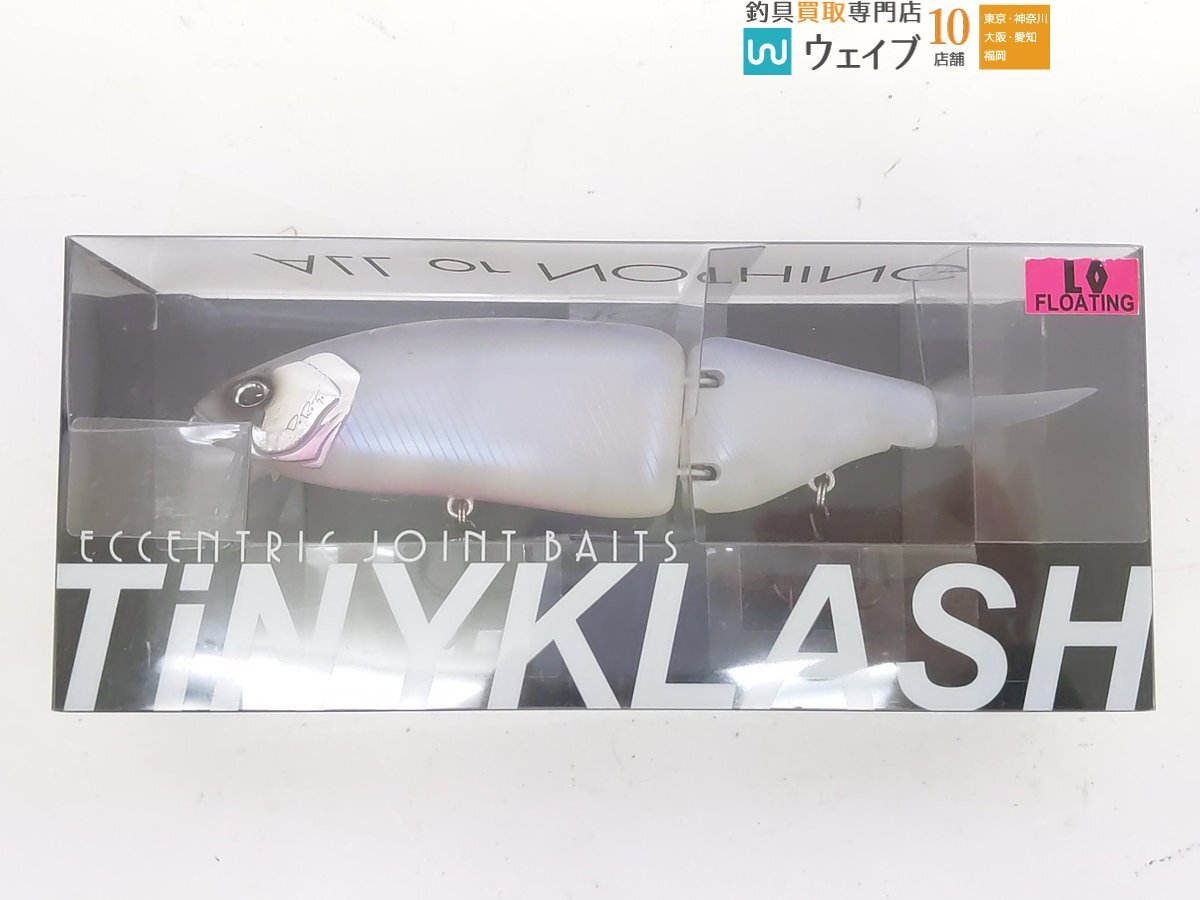 釣具買取専門店
ウェイブ
10
店舗
東京・神奈川
大阪・愛知
福岡
ALL or NOTHING
LO
FLOATING
D.R.T.
ECCENTRIC JOINT BAITS
TiNYKLASH